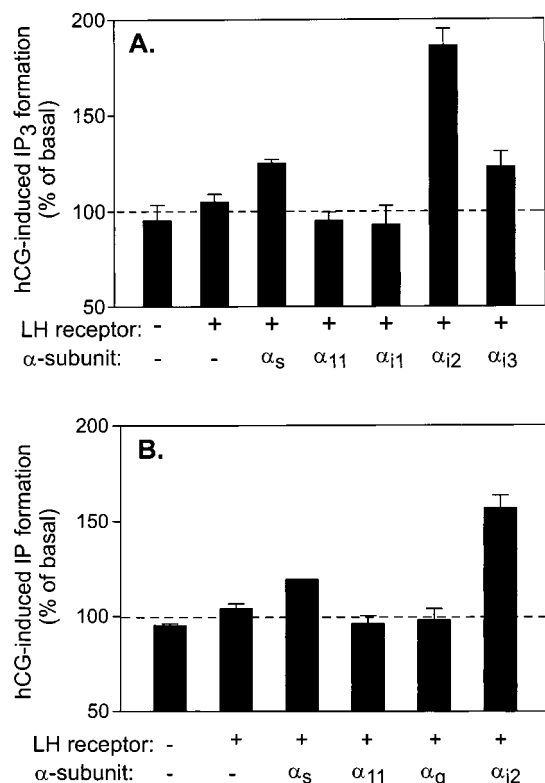 A.
hCG-induced IP3 formation
(% of basal)
200
150
100
50
LH receptor: - + + + + + +
α-subunit: - - αs α11 αi1 αi2 αi3
B.
hCG-induced IP formation
(% of basal)
200
150
100
50
LH receptor: - + + + + +
α-subunit: - - αs α11 αq αi2